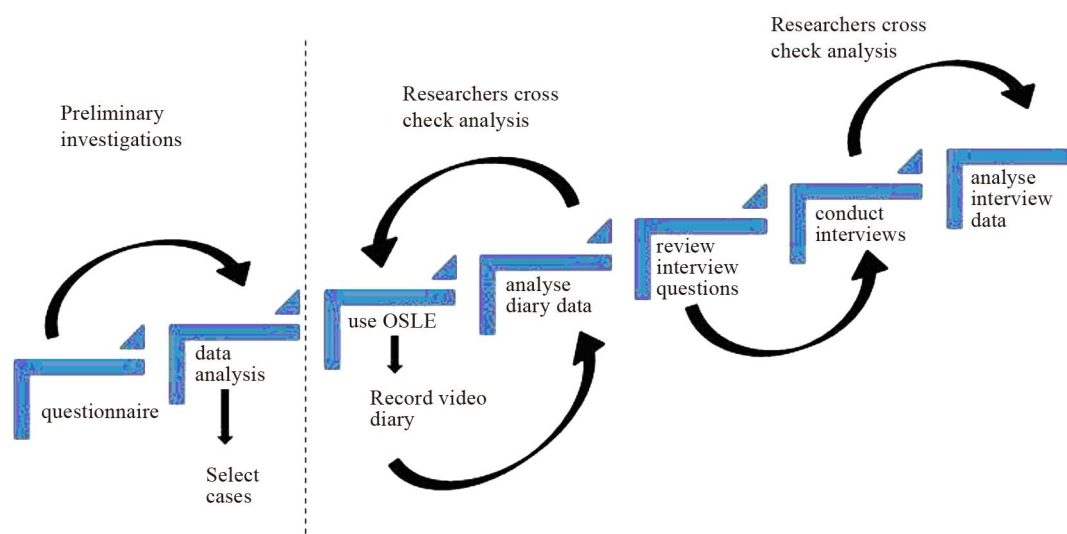 Preliminary
investigations
questionnaire
data
analysis
Select
cases
Researchers cross
check analysis
use OSLE
Record video
diary
analyse
diary data
review
interview
questions
Researchers cross
check analysis
conduct
interviews
analyse
interview
data